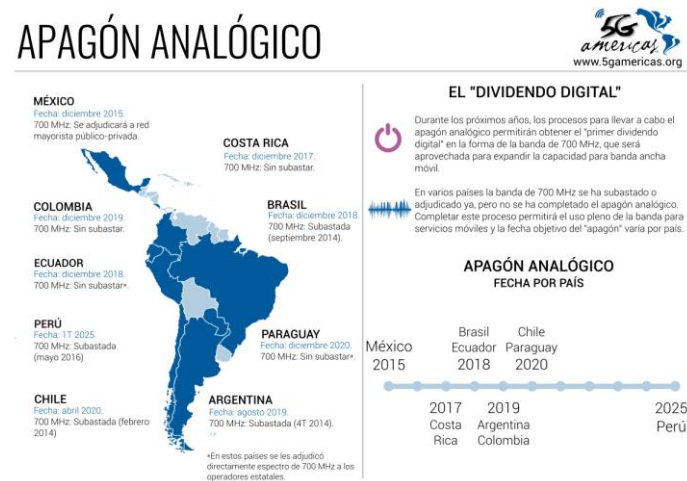 APAGÓN ANALÓGICO
5G
americas
www.5gamericas.org
MÉXICO
Fecha: diciembre 2015.
700 MHz: Se adjudicará a red
mayorista público-privada.
COSTA RICA
Fecha: diciembre 2017.
700 MHz: Sin subastar.
COLOMBIA
Fecha: diciembre 2019.
700 MHz: Sin subastar.
BRASIL
Fecha: diciembre 2018.
700 MHz: Subastada
(septiembre 2014).
ECUADOR
Fecha: diciembre 2018.
700 MHz: Sin subastar*.
PERÚ
Fecha: 1T 2025.
700 MHz: Subastada
(mayo 2016)
PARAGUAY
Fecha: diciembre 2020.
700 MHz: Sin subastar*.
CHILE
Fecha: abril 2020.
700 MHz: Subastada (febrero
2014)
ARGENTINA
Fecha: agosto 2019.
700 MHz: Subastada (4T 2014).
*En estos países se les adjudicó
directamente espectro de 700 MHz a los
operadores estatales.
EL "DIVIDENDO DIGITAL"
Durante los próximos años, los procesos para llevar a cabo el
apagón analógico permitirán obtener el "primer dividendo
digital" en la forma de la banda de 700 MHz, que será
aprovechada para expandir la capacidad para banda ancha
móvil.
En varios países la banda de 700 MHz se ha subastado o
adjudicado ya, pero no se ha completado el apagón analógico.
Completar este proceso permitirá el uso pleno de la banda para
servicios móviles y la fecha objetivo del "apagón" varía por país.
APAGÓN ANALÓGICO
FECHA POR PAÍS
México
2015
Brasil
Ecuador
2018
Chile
Paraguay
2020
2017
Costa
Rica
2019
Argentina
Colombia
2025
Perú